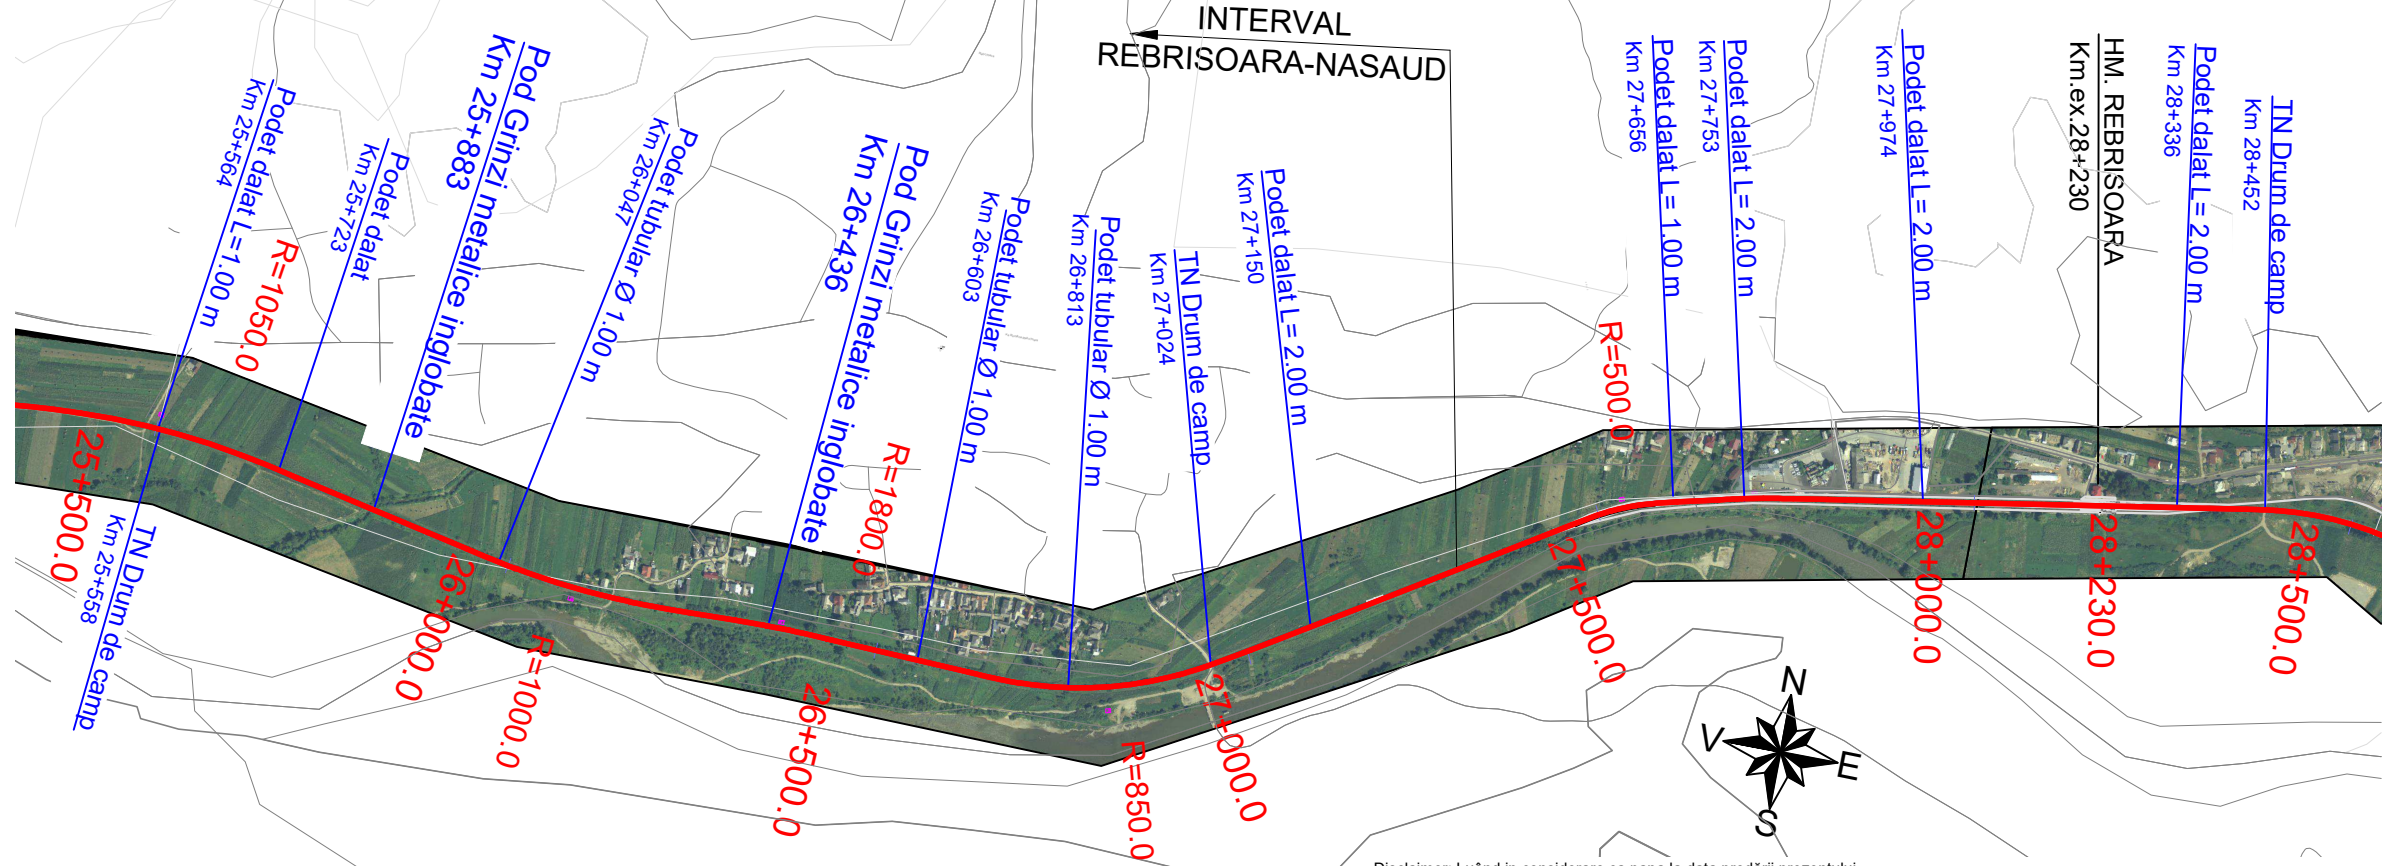 INTERVAL
REBRISOARA-NASAUD
Podet dalat L=1.00 m
Km 25+564
R=1050.0
Podet dalat
Km 25+723
Pod Grinzi metalice inglobate
Km 25+883
Podet tubular Ø 1.00 m
Km 26+047
Pod Grinzi metalice inglobate
Km 26+436
R=1800.0
Podet tubular Ø 1.00 m
Km 26+603
Podet tubular Ø 1.00 m
Km 26+813
TN Drum de camp
Km 27+024
Podet dalat L= 2.00 m
Km 27+150
R=500.0
Podet dalat L= 1.00 m
Km 27+656
Podet dalat L= 2.00 m
Km 27+753
Podet dalat L= 2.00 m
Km 27+974
HM. REBRISOARA
Km.ex.28+230
Podet dalat L= 2.00 m
Km 28+336
TN Drum de camp
Km 28+452
25+500.0
TN Drum de camp
Km 25+558
26+000.0
R=1000.0
26+500.0
R=850.0
27+000.0
27+500.0
28+000.0
28+230.0
28+500.0
N
V
E
S